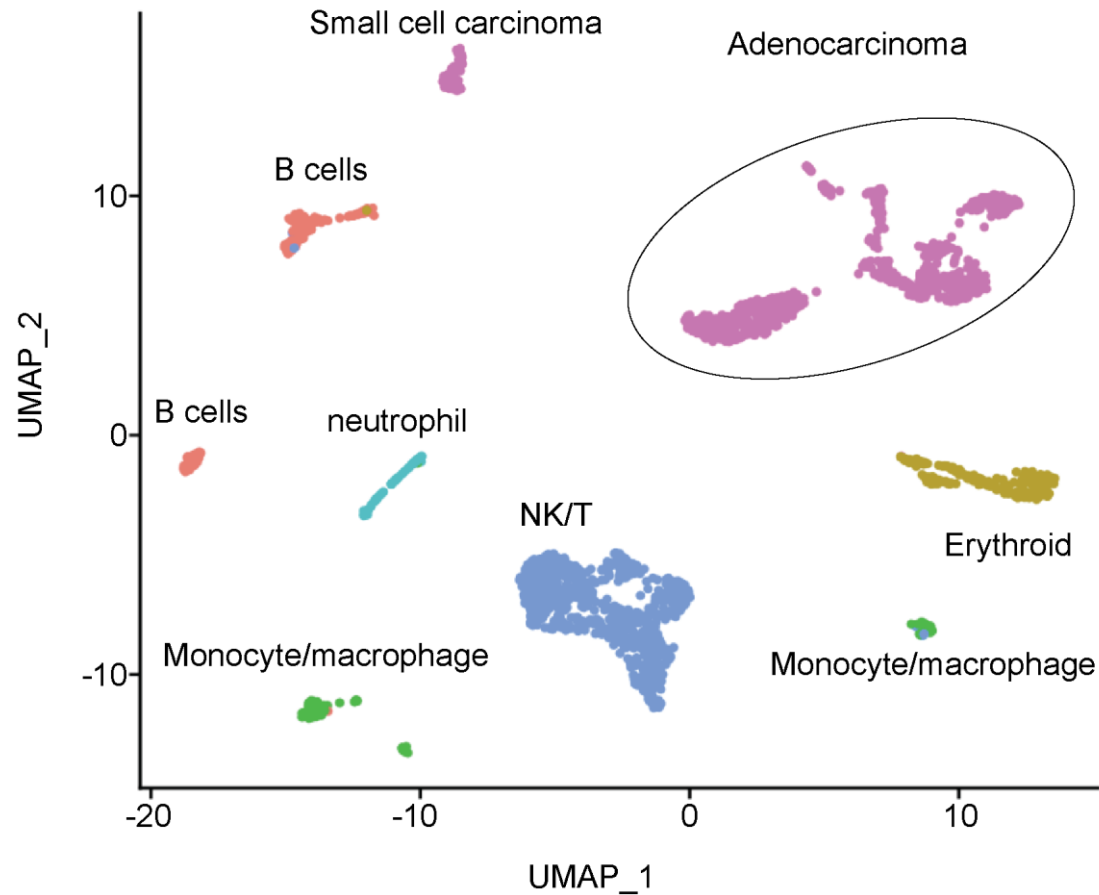 Small cell carcinoma
Adenocarcinoma
B cells
10
UMAP_2
B cells
neutrophil
0
NK/T
Erythroid
Monocyte/macrophage
Monocyte/macrophage
-10
-20
-10
0
10
UMAP_1